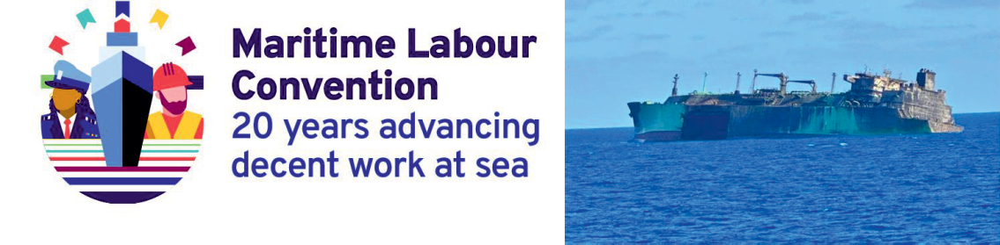 Maritime Labour
Convention
20 years advancing
decent work at sea